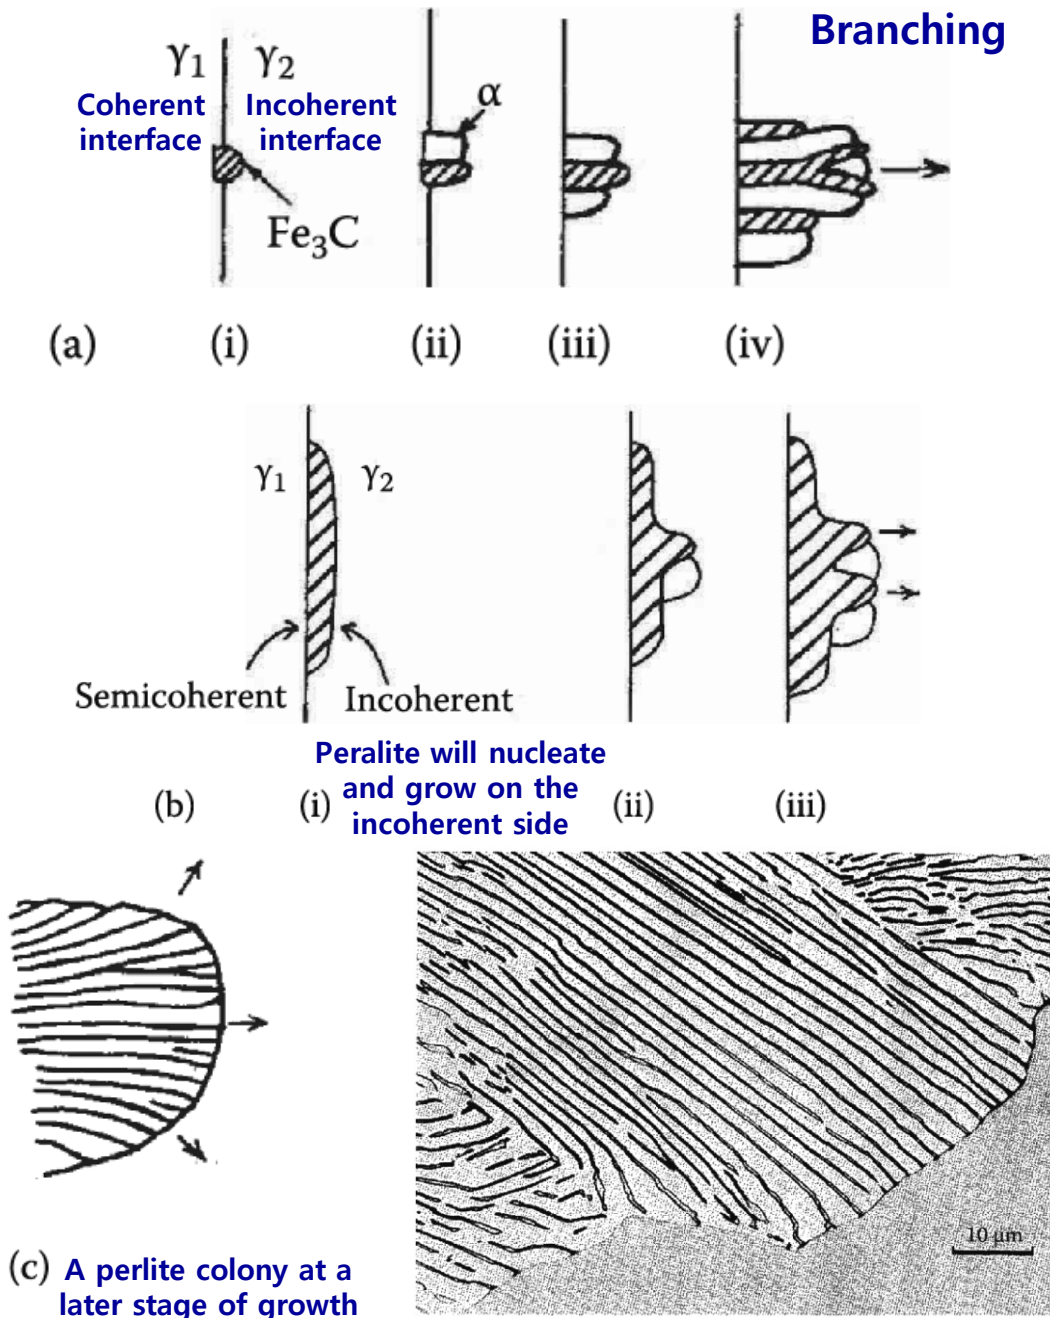 Branching
γ₁ γ₂
Coherent
interface
Incoherent
interface
α
Fe₃C
(a) (i) (ii) (iii) (iv)
γ₁ γ₂
Semicoherent Incoherent
Peralite will nucleate
and grow on the
incoherent side
(b) (i) (ii) (iii)
10 µm
(c) A perlite colony at a
later stage of growth